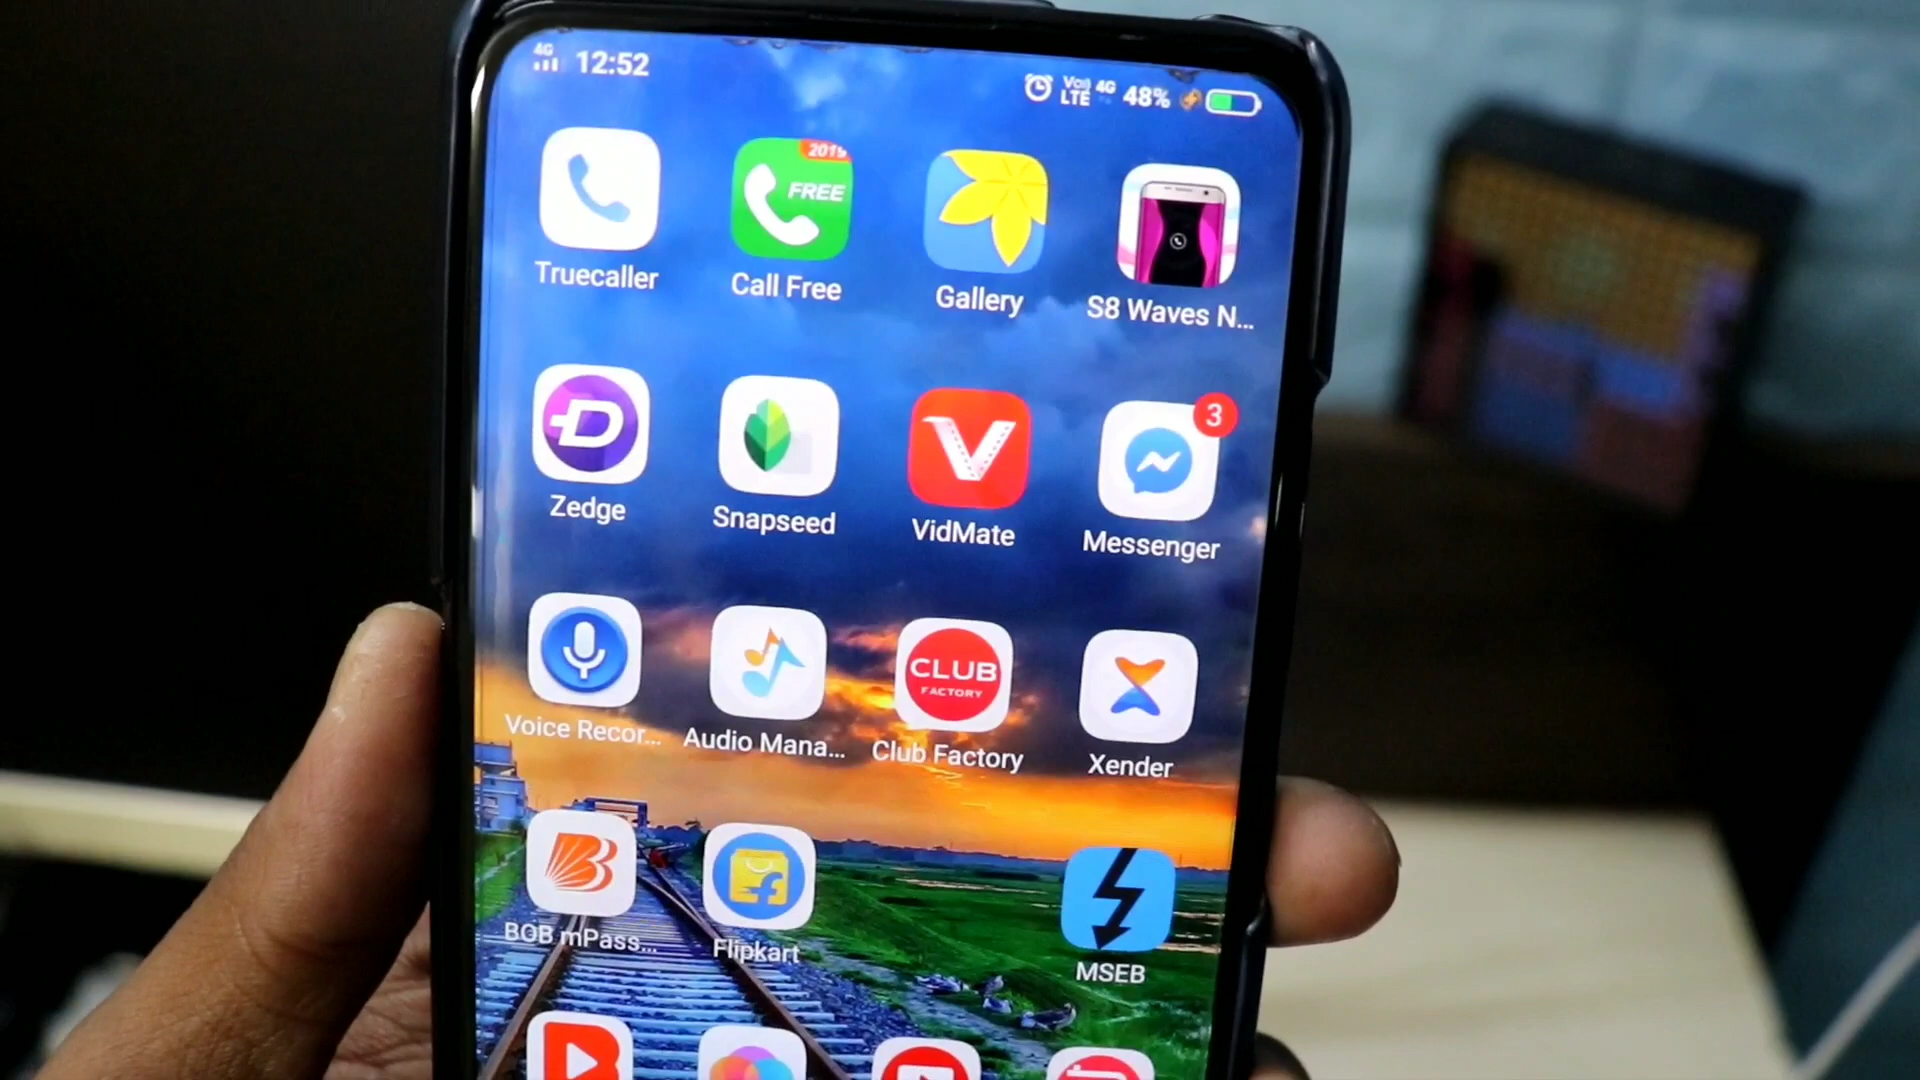 4G 12:52
Vo)) LTE 4G 48%
2019
FREE
Truecaller
Call Free
Gallery
S8 Waves N...
3
Zedge
Snapseed
VidMate
Messenger
CLUB
FACTORY
Voice Recor...
Audio Mana...
Club Factory
Xender
BOB mPass...
Flipkart
MSEB